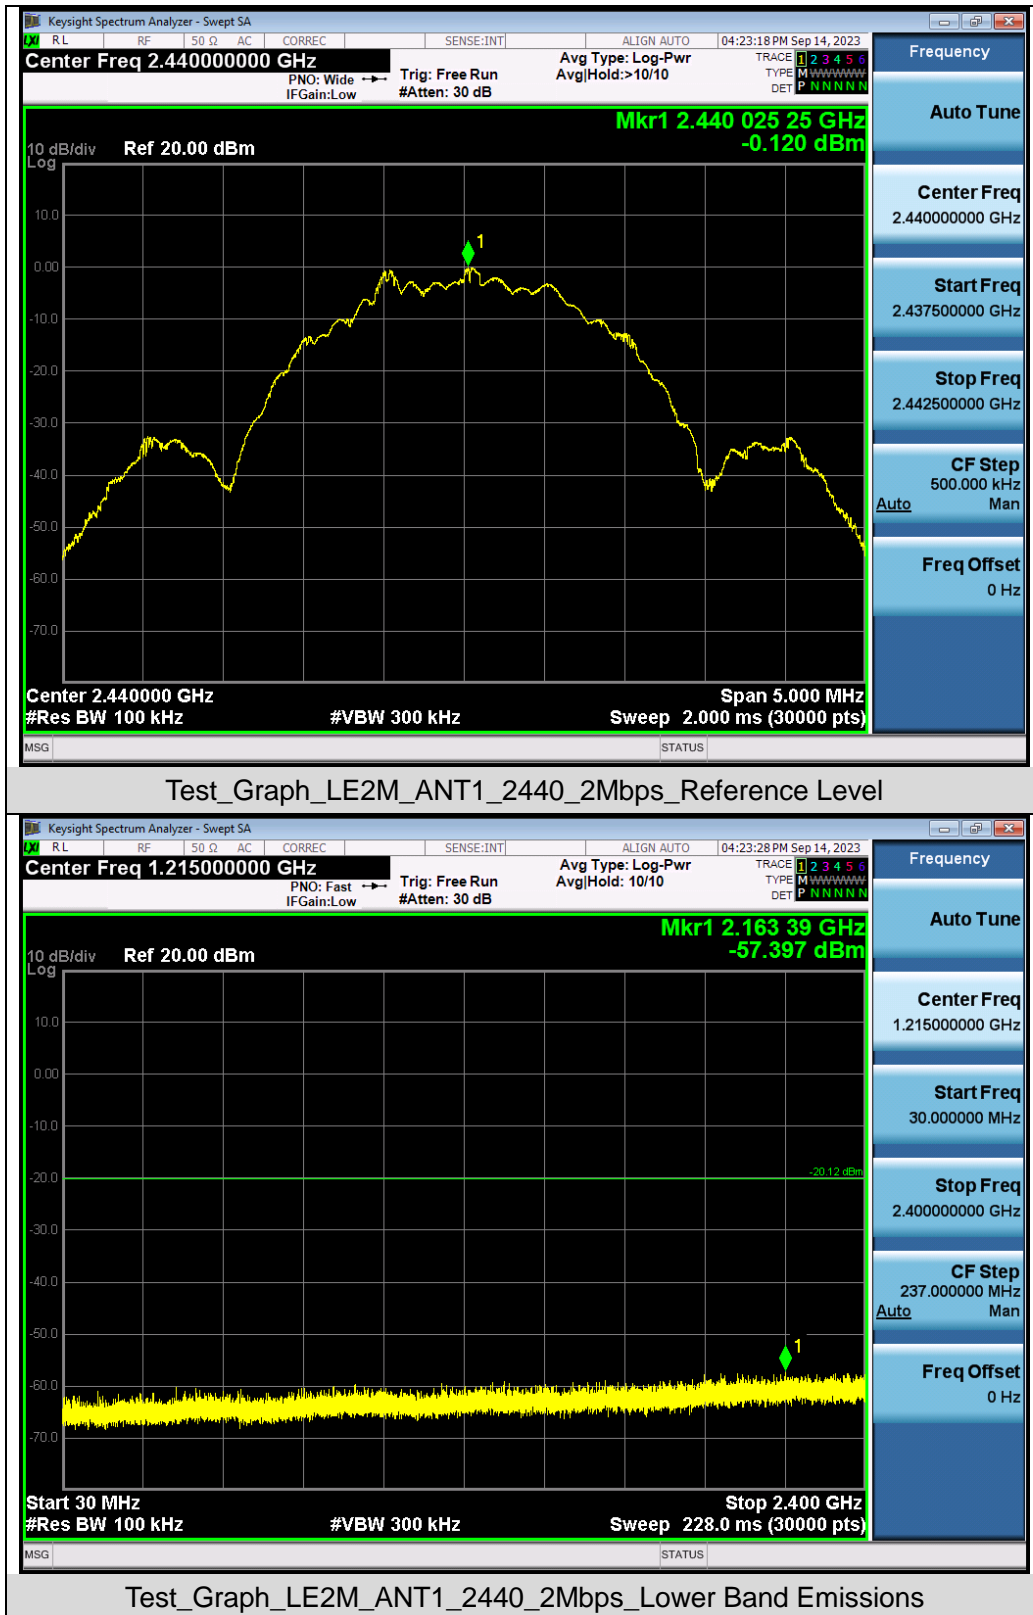 Keysight Spectrum Analyzer - Swept SA
LXI RL RF 50 Ω AC CORREC SENSE:INT ALIGN AUTO 04:23:18 PM Sep 14, 2023
Center Freq 2.440000000 GHz
PNO: Wide
IFGain:Low
Trig: Free Run
#Atten: 30 dB
Avg Type: Log-Pwr
Avg|Hold:>10/10
TRACE 1 2 3 4 5 6
TYPE M WWWWW
DET P N N N N N
Frequency
Auto Tune
Center Freq
2.440000000 GHz
Start Freq
2.437500000 GHz
Stop Freq
2.442500000 GHz
CF Step
500.000 kHz
Auto Man
Freq Offset
0 Hz
Mkr1 2.440 025 25 GHz
-0.120 dBm
10 dB/div Ref 20.00 dBm
Log
10.0
0.00
-10.0
-20.0
-30.0
-40.0
-50.0
-60.0
-70.0
1
Center 2.440000 GHz Span 5.000 MHz
#Res BW 100 kHz #VBW 300 kHz Sweep 2.000 ms (30000 pts)
MSG STATUS
Test_Graph_LE2M_ANT1_2440_2Mbps_Reference Level
Keysight Spectrum Analyzer - Swept SA
LXI RL RF 50 Ω AC CORREC SENSE:INT ALIGN AUTO 04:23:28 PM Sep 14, 2023
Center Freq 1.215000000 GHz
PNO: Fast
IFGain:Low
Trig: Free Run
#Atten: 30 dB
Avg Type: Log-Pwr
Avg|Hold: 10/10
TRACE 1 2 3 4 5 6
TYPE M WWWWW
DET P N N N N N
Frequency
Auto Tune
Center Freq
1.215000000 GHz
Start Freq
30.000000 MHz
Stop Freq
2.400000000 GHz
CF Step
237.000000 MHz
Auto Man
Freq Offset
0 Hz
Mkr1 2.163 39 GHz
-57.397 dBm
10 dB/div Ref 20.00 dBm
Log
10.0
0.00
-10.0
-20.0
-30.0
-40.0
-50.0
-60.0
-70.0
-20.12 dBm
1
Start 30 MHz Stop 2.400 GHz
#Res BW 100 kHz #VBW 300 kHz Sweep 228.0 ms (30000 pts)
MSG STATUS
Test_Graph_LE2M_ANT1_2440_2Mbps_Lower Band Emissions